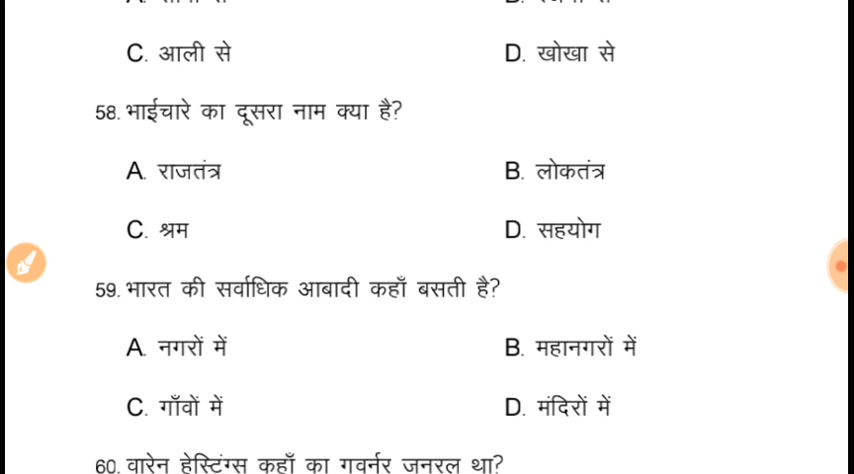 C. आली से D. खोखा से
58. भाईचारे का दूसरा नाम क्या है?
A. राजतंत्र B. लोकतंत्र
C. श्रम D. सहयोग
59. भारत की सर्वाधिक आबादी कहाँ बसती है?
A. नगरों में B. महानगरों में
C. गाँवों में D. मंदिरों में
60. वारेन हेस्टिंग्स कहाँ का गवर्नर जनरल था?